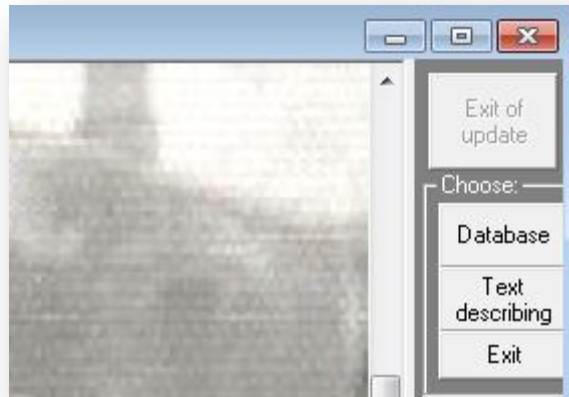 Exit of
update
Choose:
Database
Text
describing
Exit